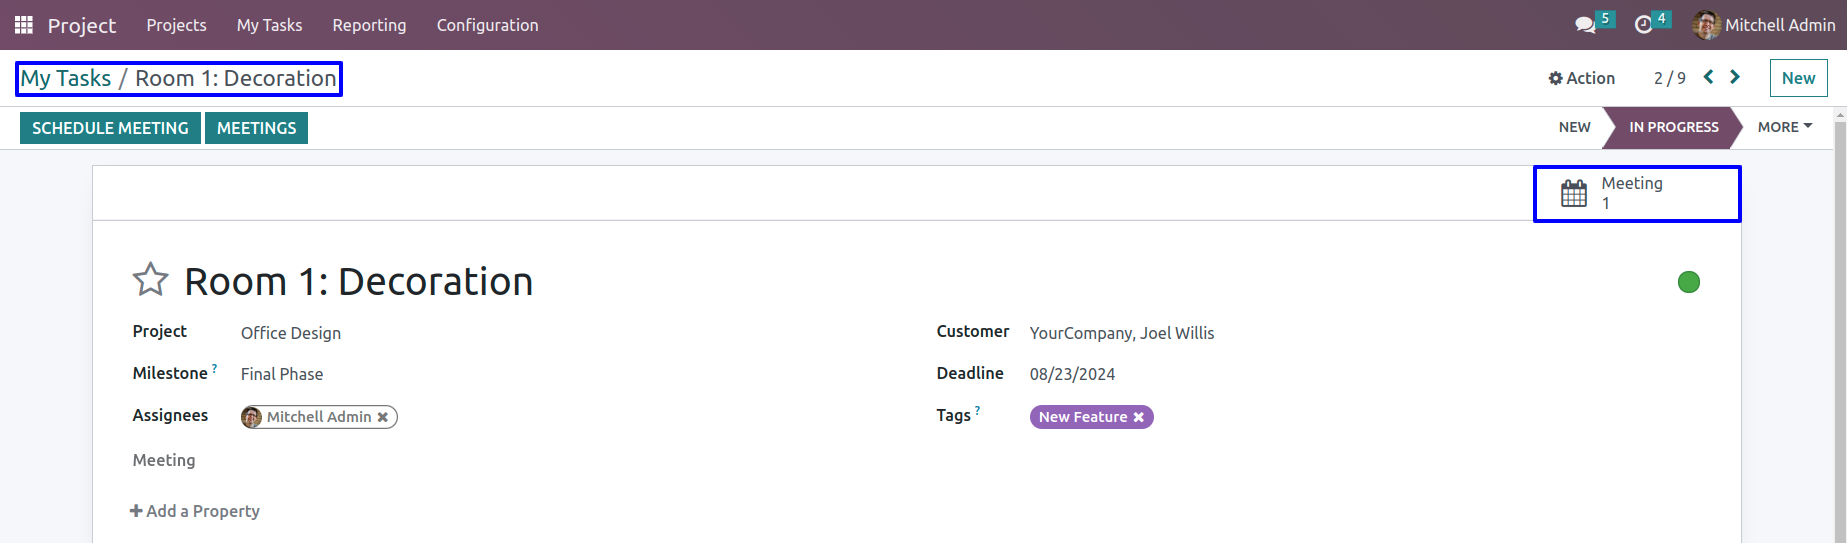 Project Projects My Tasks Reporting Configuration 5 4 Mitchell Admin
My Tasks / Room 1: Decoration Action 2 / 9 New
SCHEDULE MEETING MEETINGS NEW IN PROGRESS MORE
Meeting
1
Room 1: Decoration
Project Office Design Customer YourCompany, Joel Willis
Milestone ? Final Phase Deadline 08/23/2024
Assignees Mitchell Admin Tags ? New Feature
Meeting
Add a Property